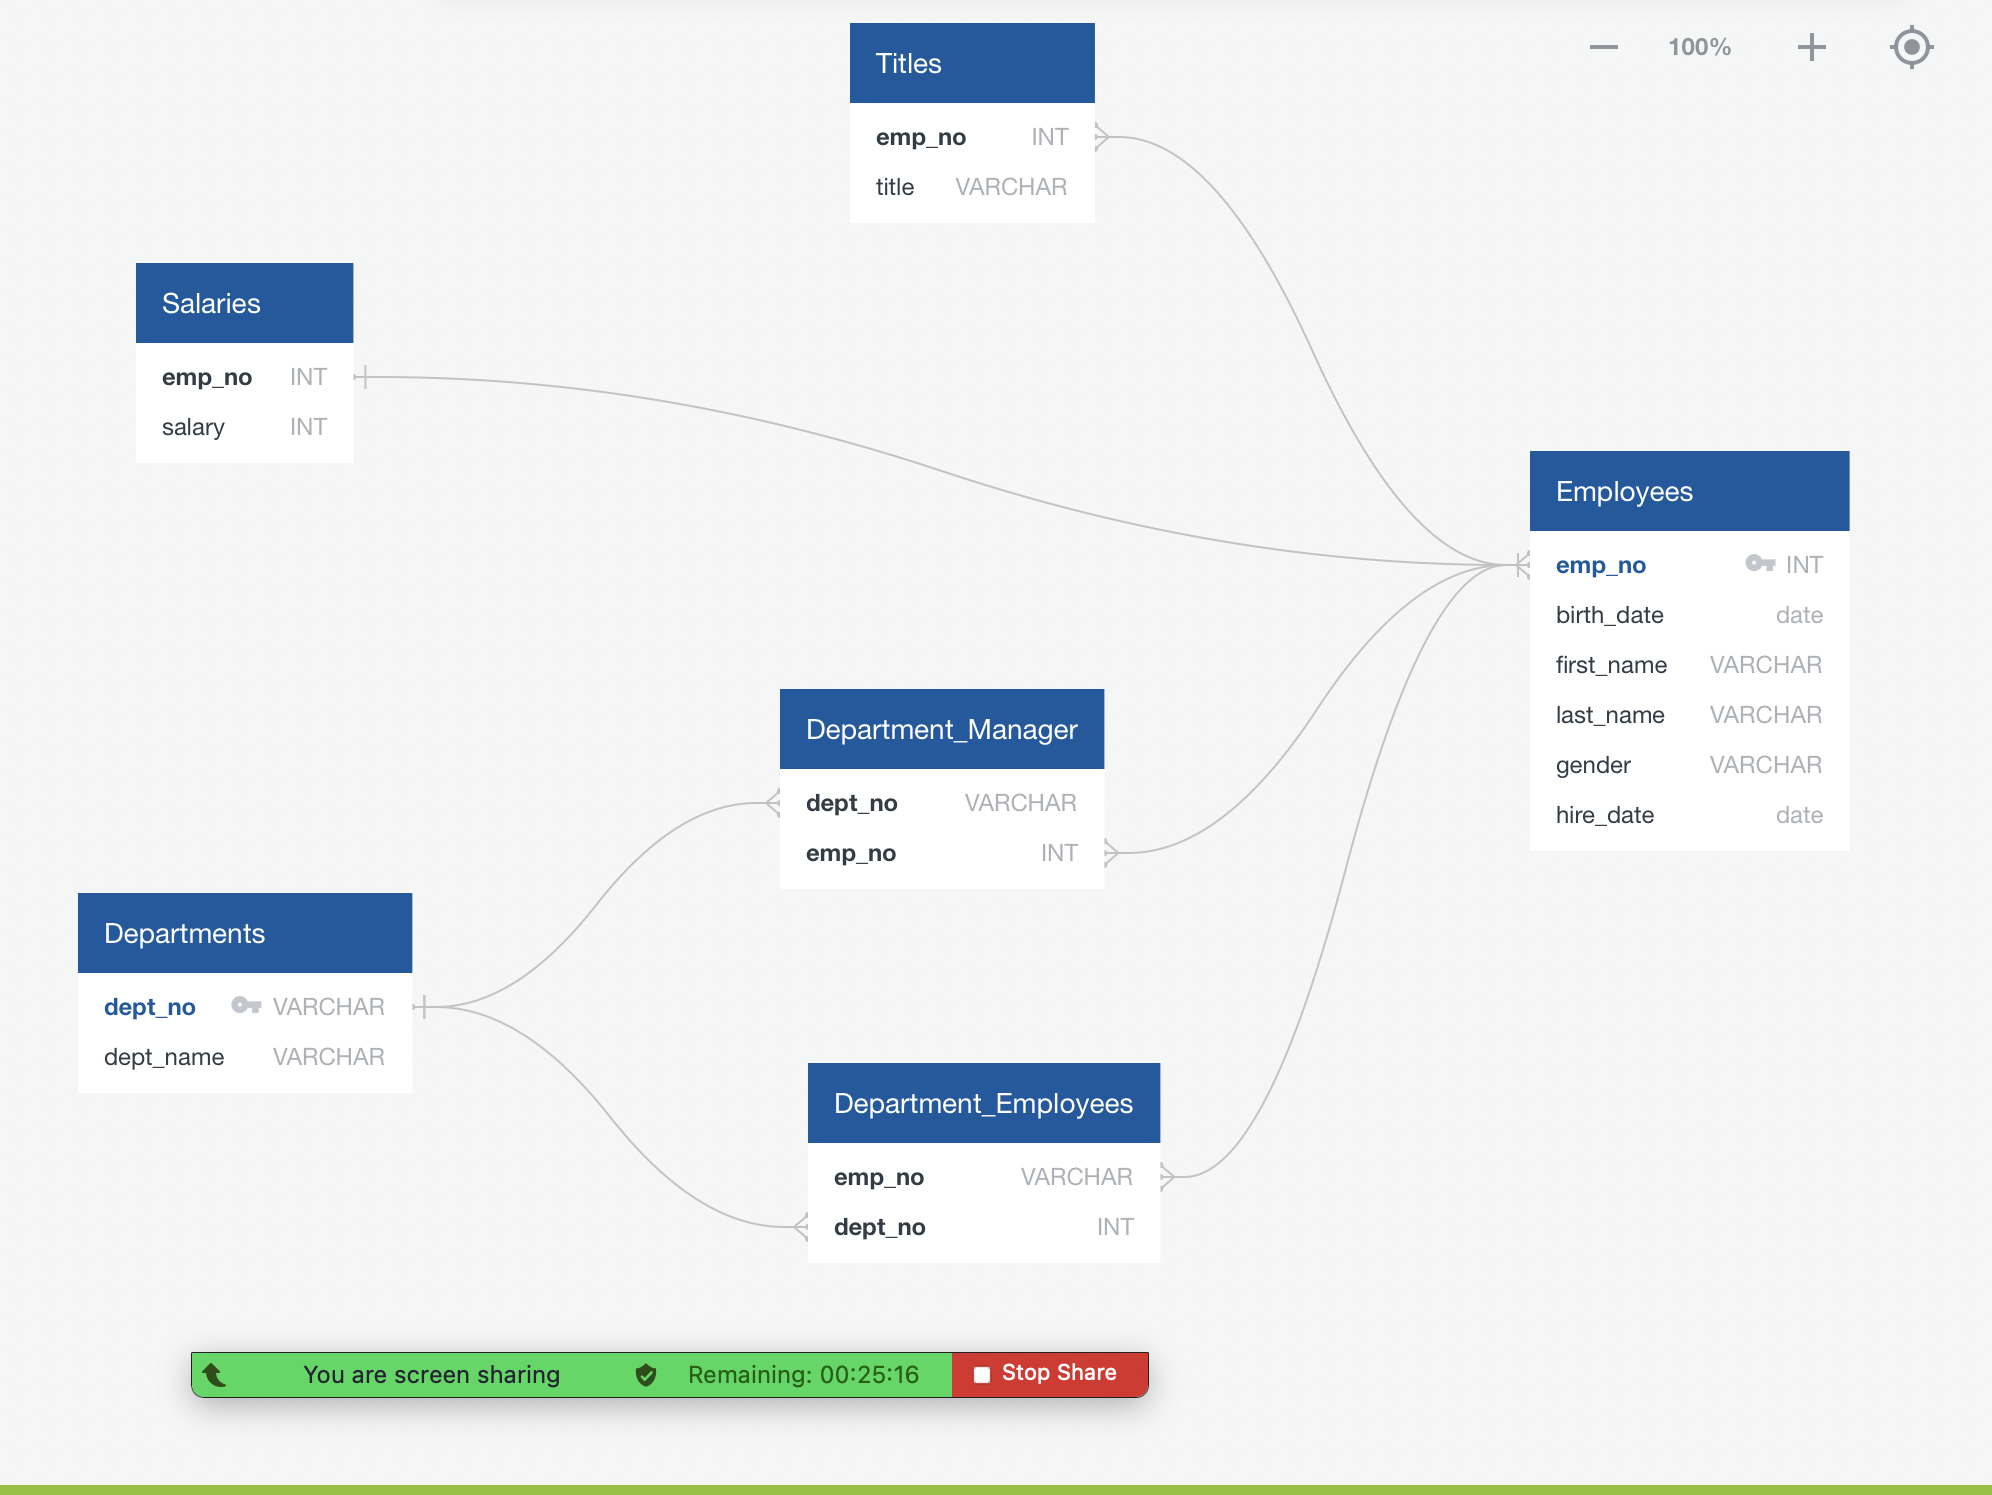 100%
Titles
emp_no INT
title VARCHAR
Salaries
emp_no INT
salary INT
Employees
emp_no INT
birth_date date
first_name VARCHAR
last_name VARCHAR
gender VARCHAR
hire_date date
Department_Manager
dept_no VARCHAR
emp_no INT
Departments
dept_no VARCHAR
dept_name VARCHAR
Department_Employees
emp_no VARCHAR
dept_no INT
You are screen sharing Remaining: 00:25:16 Stop Share